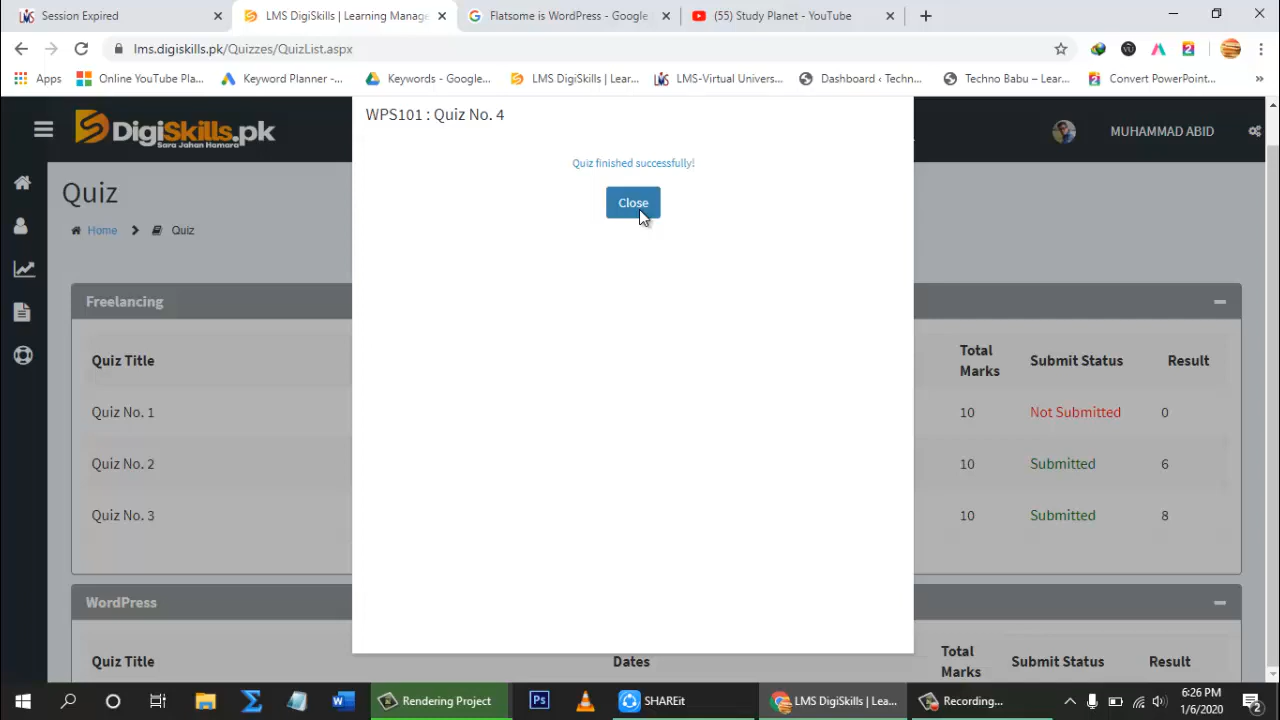 Session Expired
LMS DigiSkills | Learning Manage
Flatsome is WordPress - Google
(55) Study Planet - YouTube
lms.digiskills.pk/Quizzes/QuizList.aspx
Apps
Online YouTube Pla...
Keyword Planner -...
Keywords - Google...
LMS DigiSkills | Lear...
LMS-Virtual Univers...
Dashboard ‹ Techn...
Techno Babu – Lear...
Convert PowerPoint...
»
DigiSkills.pk
Sara Jahan Hamara
MUHAMMAD ABID
WPS101 : Quiz No. 4
Quiz finished successfully!
Close
Quiz
Home
Quiz
Freelancing
Quiz Title
Total
Marks
Submit Status
Result
Quiz No. 1
10
Not Submitted
0
Quiz No. 2
10
Submitted
6
Quiz No. 3
10
Submitted
8
WordPress
Quiz Title
Dates
Total
Marks
Submit Status
Result
Rendering Project
Ps
SHAREit
LMS DigiSkills | Lea...
Recording...
6:26 PM
1/6/2020
2